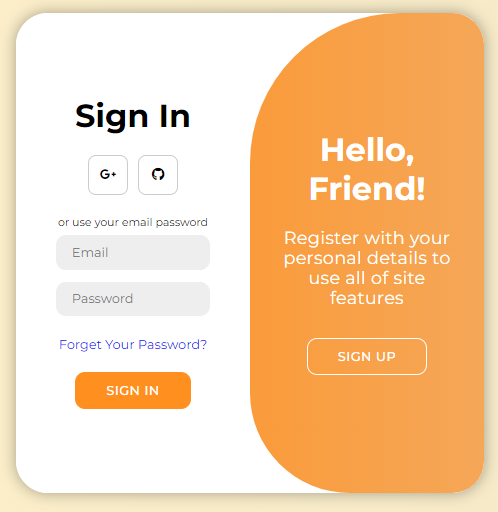 Sign In
G+
or use your email password
Email
Password
Forget Your Password?
SIGN IN
Hello,
Friend!
Register with your
personal details to
use all of site
features
SIGN UP